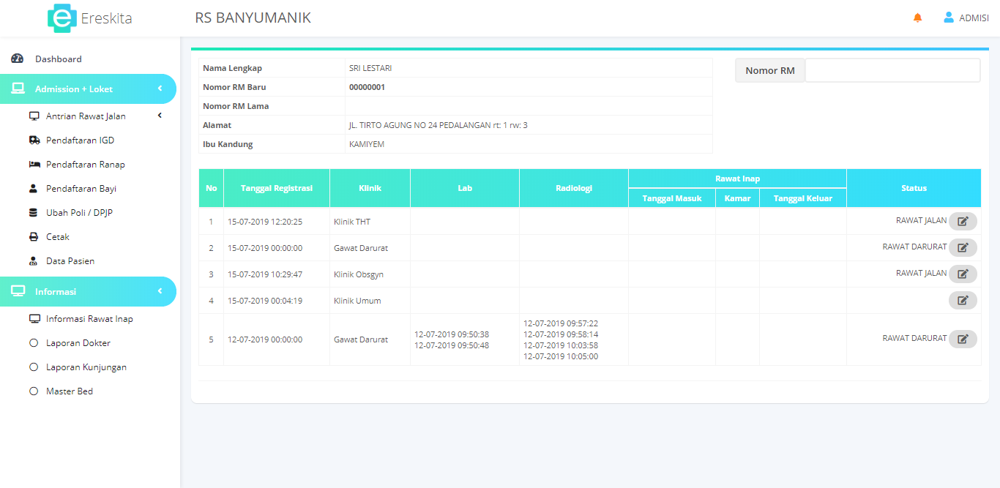 Ereskita
RS BANYUMANIK
ADMISI
Dashboard
Admission + Loket
Antrian Rawat Jalan
Pendaftaran IGD
Pendaftaran Ranap
Pendaftaran Bayi
Ubah Poli / DPJP
Cetak
Data Pasien
Informasi
Informasi Rawat Inap
Laporan Dokter
Laporan Kunjungan
Master Bed
Nama Lengkap SRI LESTARI
Nomor RM Baru 00000001
Nomor RM Lama
Alamat JL. TIRTO AGUNG NO 24 PEDALANGAN rt: 1 rw: 3
Ibu Kandung KAMIYEM
Nomor RM
No Tanggal Registrasi Klinik Lab Radiologi Rawat Inap Status
Tanggal Masuk Kamar Tanggal Keluar
1 15-07-2019 12:20:25 Klinik THT RAWAT JALAN
2 15-07-2019 00:00:00 Gawat Darurat RAWAT DARURAT
3 15-07-2019 10:29:47 Klinik Obsgyn RAWAT JALAN
4 15-07-2019 00:04:19 Klinik Umum
5 12-07-2019 00:00:00 Gawat Darurat
12-07-2019 09:50:38
12-07-2019 09:50:48
12-07-2019 09:57:22
12-07-2019 09:58:14
12-07-2019 10:03:58
12-07-2019 10:05:00
RAWAT DARURAT